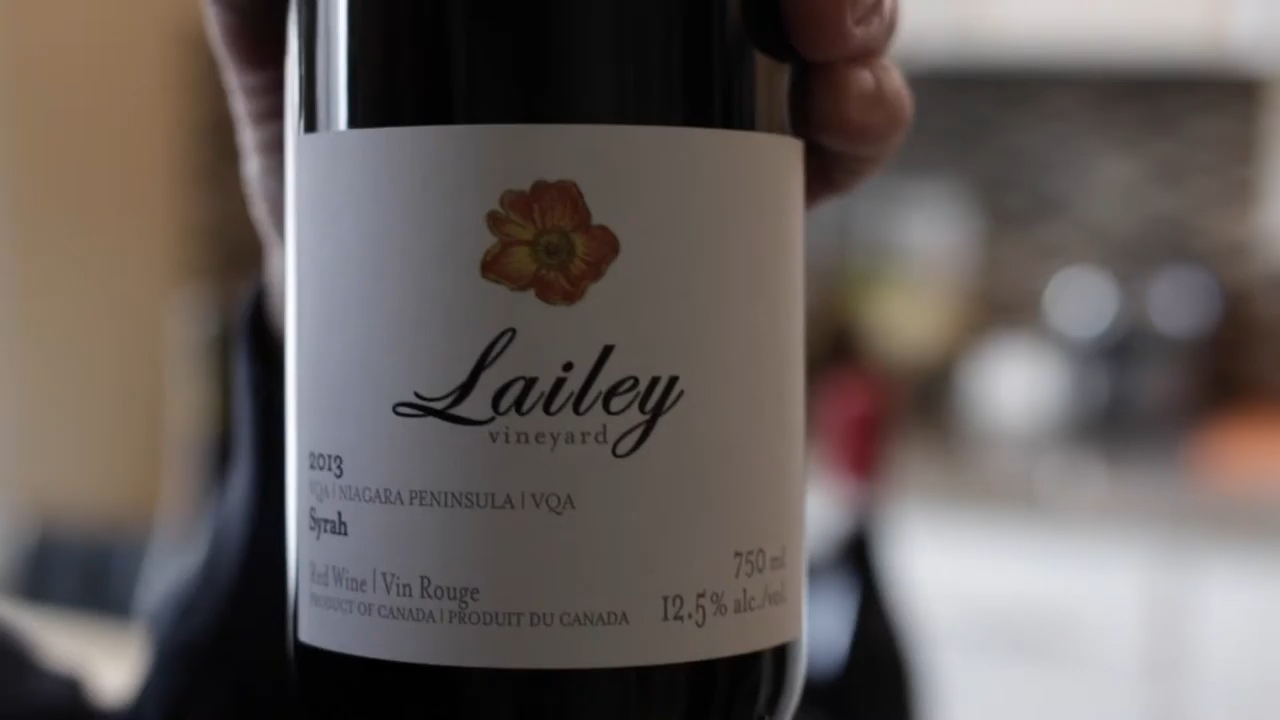 Lailey
vineyard
2013
VQA | NIAGARA PENINSULA | VQA
Syrah
Red Wine | Vin Rouge
PRODUCT OF CANADA | PRODUIT DU CANADA
750 ml
12.5% alc./vol.